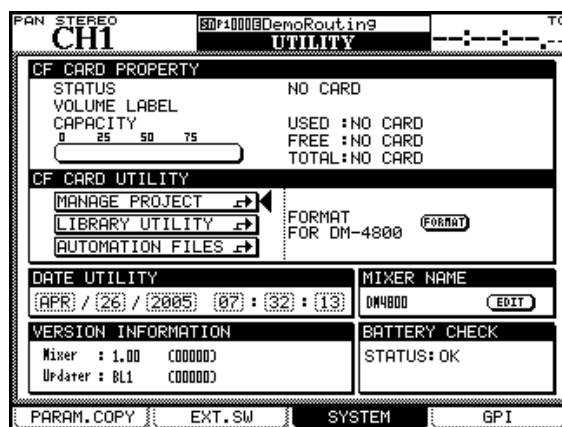 PAN STEREO
CH1
P1000 DemoRouting
UTILITY
TC
--:--:--.--
CF CARD PROPERTY
STATUS NO CARD
VOLUME LABEL
CAPACITY
0 25 50 75
USED :NO CARD
FREE :NO CARD
TOTAL:NO CARD
CF CARD UTILITY
MANAGE PROJECT
LIBRARY UTILITY
AUTOMATION FILES
FORMAT
FOR DM-4800
FORMAT
DATE UTILITY
APR / 26 / 2005 07 : 32 : 13
MIXER NAME
DM4800 EDIT
VERSION INFORMATION
Mixer : 1.00 (00000)
Updater : BL1 (00000)
BATTERY CHECK
STATUS:OK
PARAM.COPY EXT.SW SYSTEM GPI